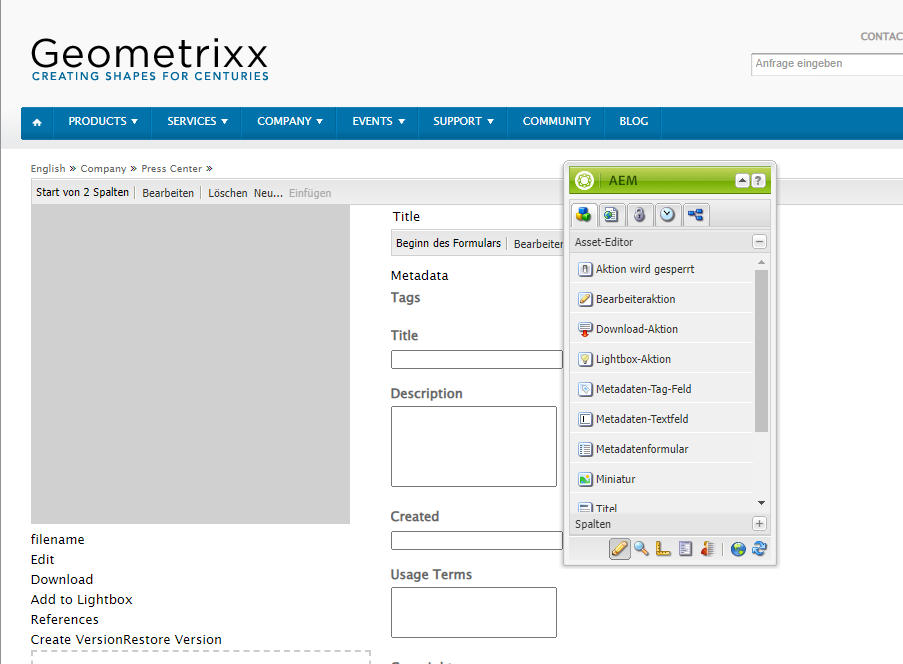 Geometrixx
CREATING SHAPES FOR CENTURIES
CONTAC
Anfrage eingeben
PRODUCTS SERVICES COMPANY EVENTS SUPPORT COMMUNITY BLOG
English » Company » Press Center »
Start von 2 Spalten Bearbeiten Löschen Neu... Einfügen
filename
Edit
Download
Add to Lightbox
References
Create VersionRestore Version
Title
Beginn des Formulars Bearbeiten
Metadata
Tags
Title
Description
Created
Usage Terms
AEM ?
Asset-Editor
Aktion wird gesperrt
Bearbeiteraktion
Download-Aktion
Lightbox-Aktion
Metadaten-Tag-Feld
Metadaten-Textfeld
Metadatenformular
Miniatur
Titel
Spalten